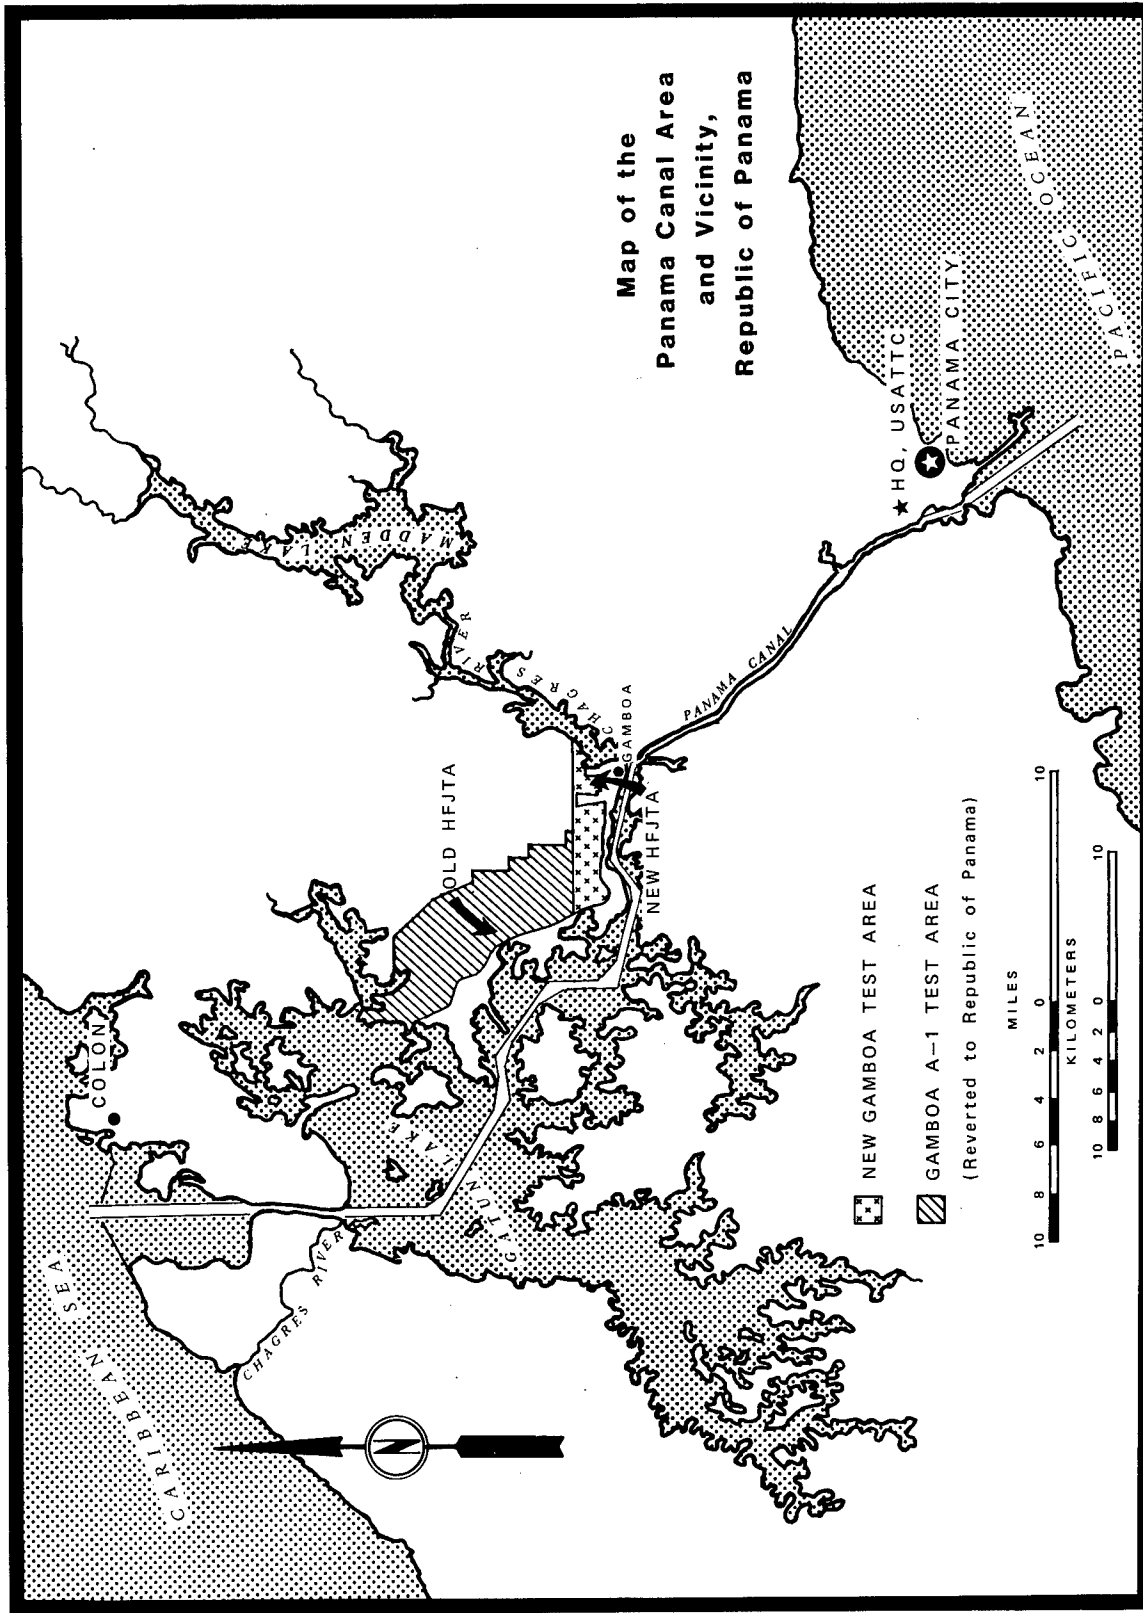 Map of the
Panama Canal Area
and Vicinity,
Republic of Panama
CARIBBEAN SEA
COLON
CHAGRES RIVER
GATUN LAKE
OLD HFJTA
NEW HFJTA
MADDEN LAKE
CHAGRES RIVER
GAMBOA
PANAMA CANAL
HQ, USATTC
PANAMA CITY
PACIFIC OCEAN
N
NEW GAMBOA TEST AREA
GAMBOA A–1 TEST AREA
(Reverted to Republic of Panama)
MILES
10 8 6 4 2 0 10
KILOMETERS
10 8 6 4 2 0 10